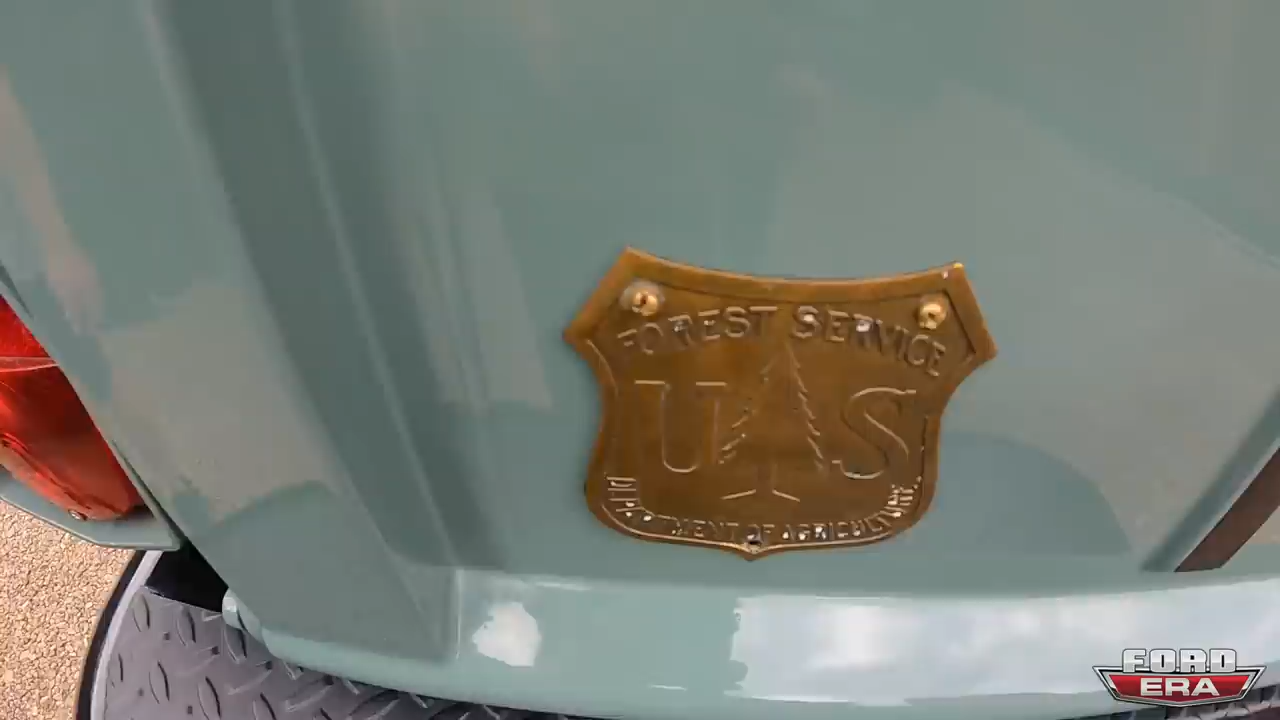 FOREST SERVICE
U S
DEPARTMENT OF AGRICULTURE
FORD
ERA